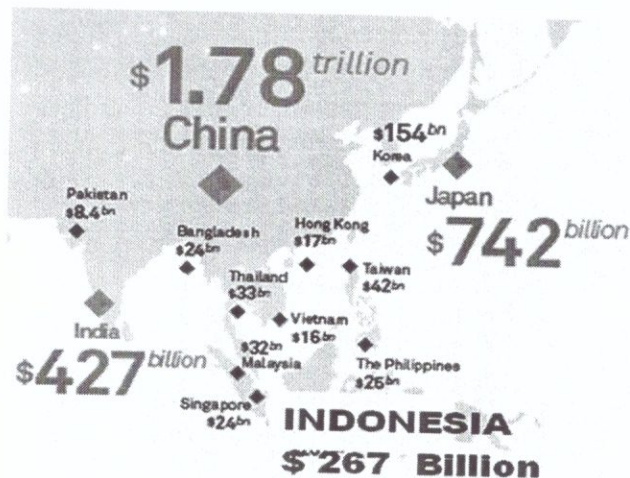 $1.78 trillion
China
$154bn
Korea
Japan
$742 billion
Pakistan
$8.4bn
Bangladesh
$24bn
Hong Kong
$17bn
Taiwan
$42bn
Thailand
$33bn
Vietnam
$16bn
India
$427 billion
$32bn
Malaysia
The Philippines
$26bn
Singapore
$24bn
INDONESIA
$ 267 Billion